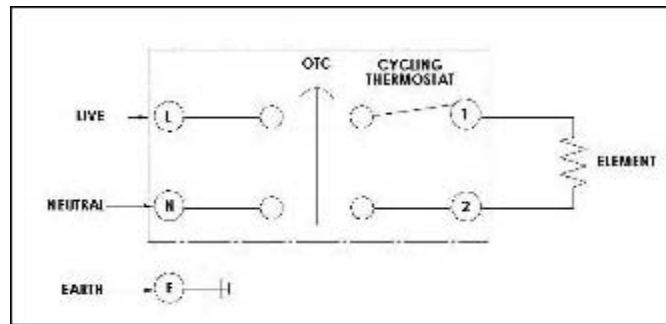 OTC
CYCLING
THERMOSTAT
LIVE
L
1
ELEMENT
NEUTRAL
N
2
EARTH
E